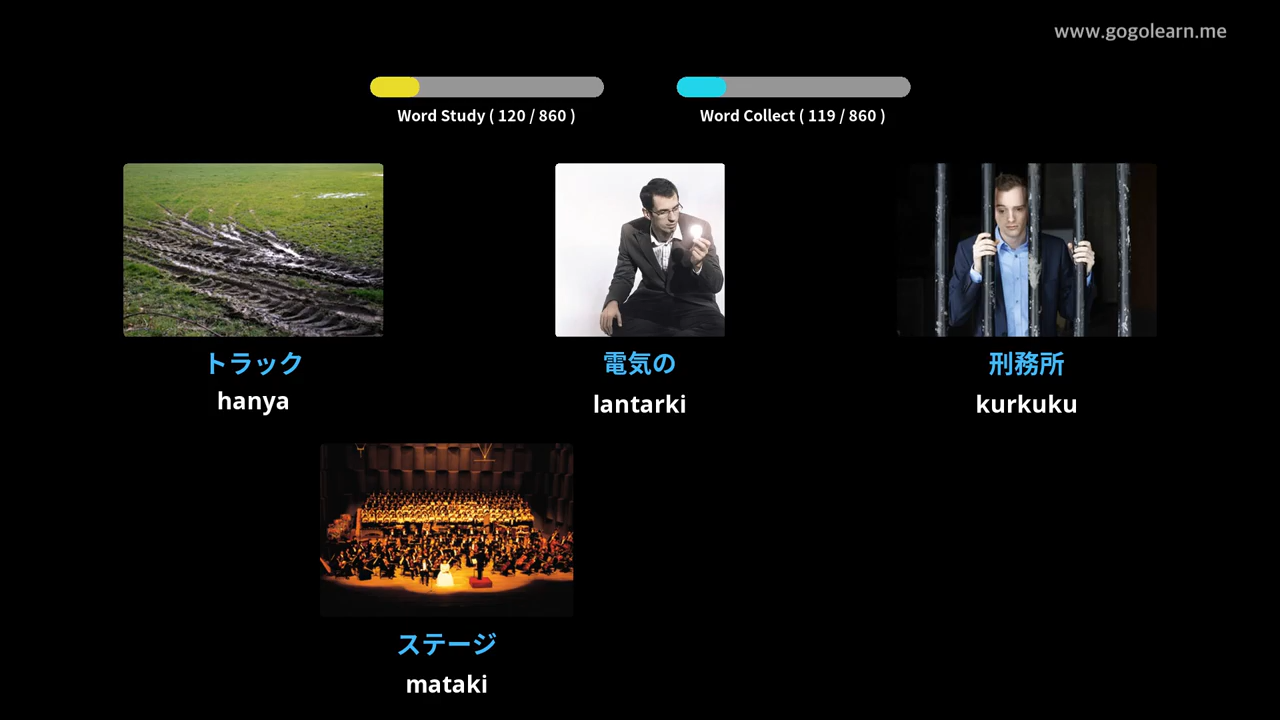 www.gogolearn.me
Word Study ( 120 / 860 )
Word Collect ( 119 / 860 )
トラック
hanya
電気の
lantarki
刑務所
kurkuku
ステージ
mataki